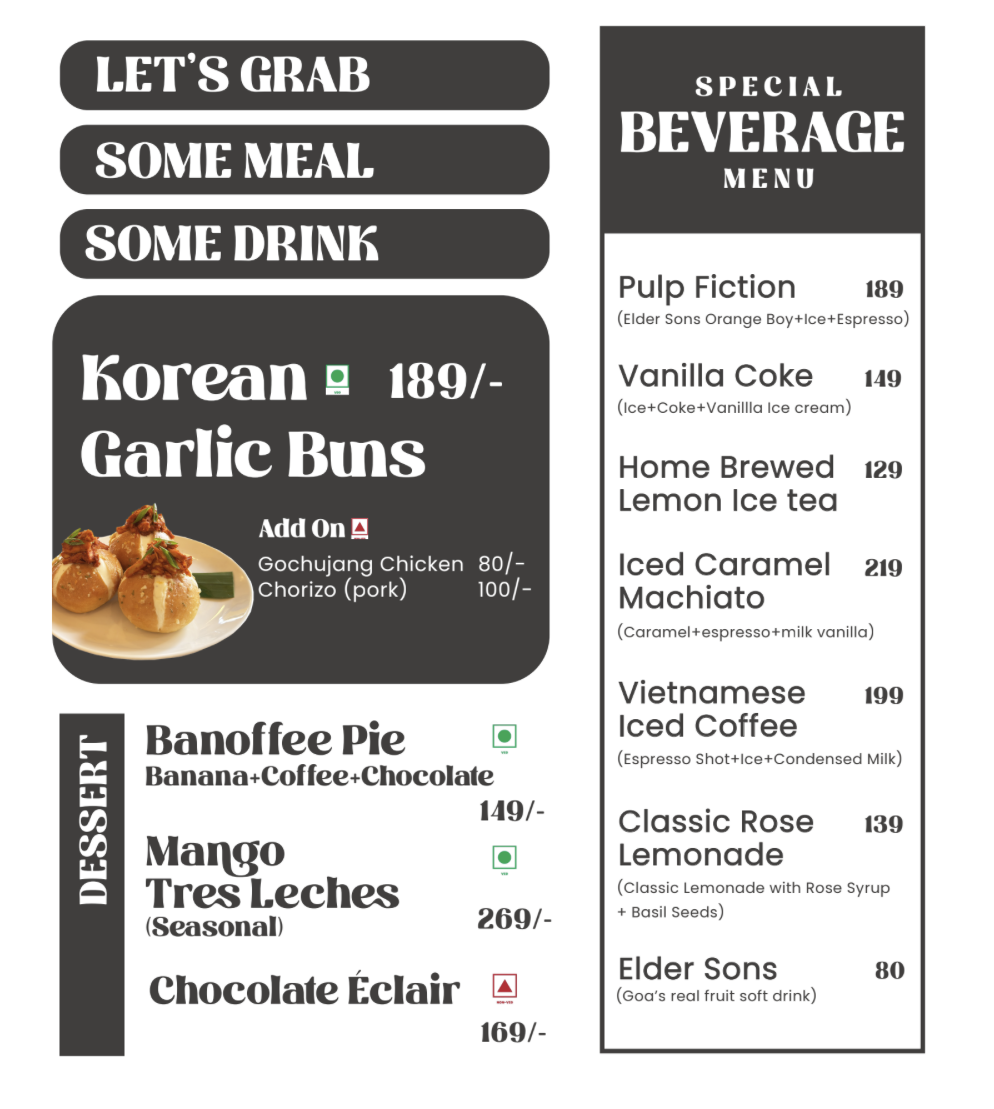 LET'S GRAB
SOME MEAL
SOME DRINK
Korean 189/-
Garlic Buns
Add On
Gochujang Chicken 80/-
Chorizo (pork) 100/-
DESSERT
Banoffee Pie
Banana+Coffee+Chocolate
149/-
Mango
Tres Leches
(Seasonal)
269/-
Chocolate Éclair
NON-VEG
169/-
SPECIAL
BEVERAGE
MENU
Pulp Fiction 189
(Elder Sons Orange Boy+Ice+Espresso)
Vanilla Coke 149
(Ice+Coke+Vanillla Ice cream)
Home Brewed 129
Lemon Ice tea
Iced Caramel 219
Machiato
(Caramel+espresso+milk vanilla)
Vietnamese 199
Iced Coffee
(Espresso Shot+Ice+Condensed Milk)
Classic Rose 139
Lemonade
(Classic Lemonade with Rose Syrup
+ Basil Seeds)
Elder Sons 80
(Goa's real fruit soft drink)